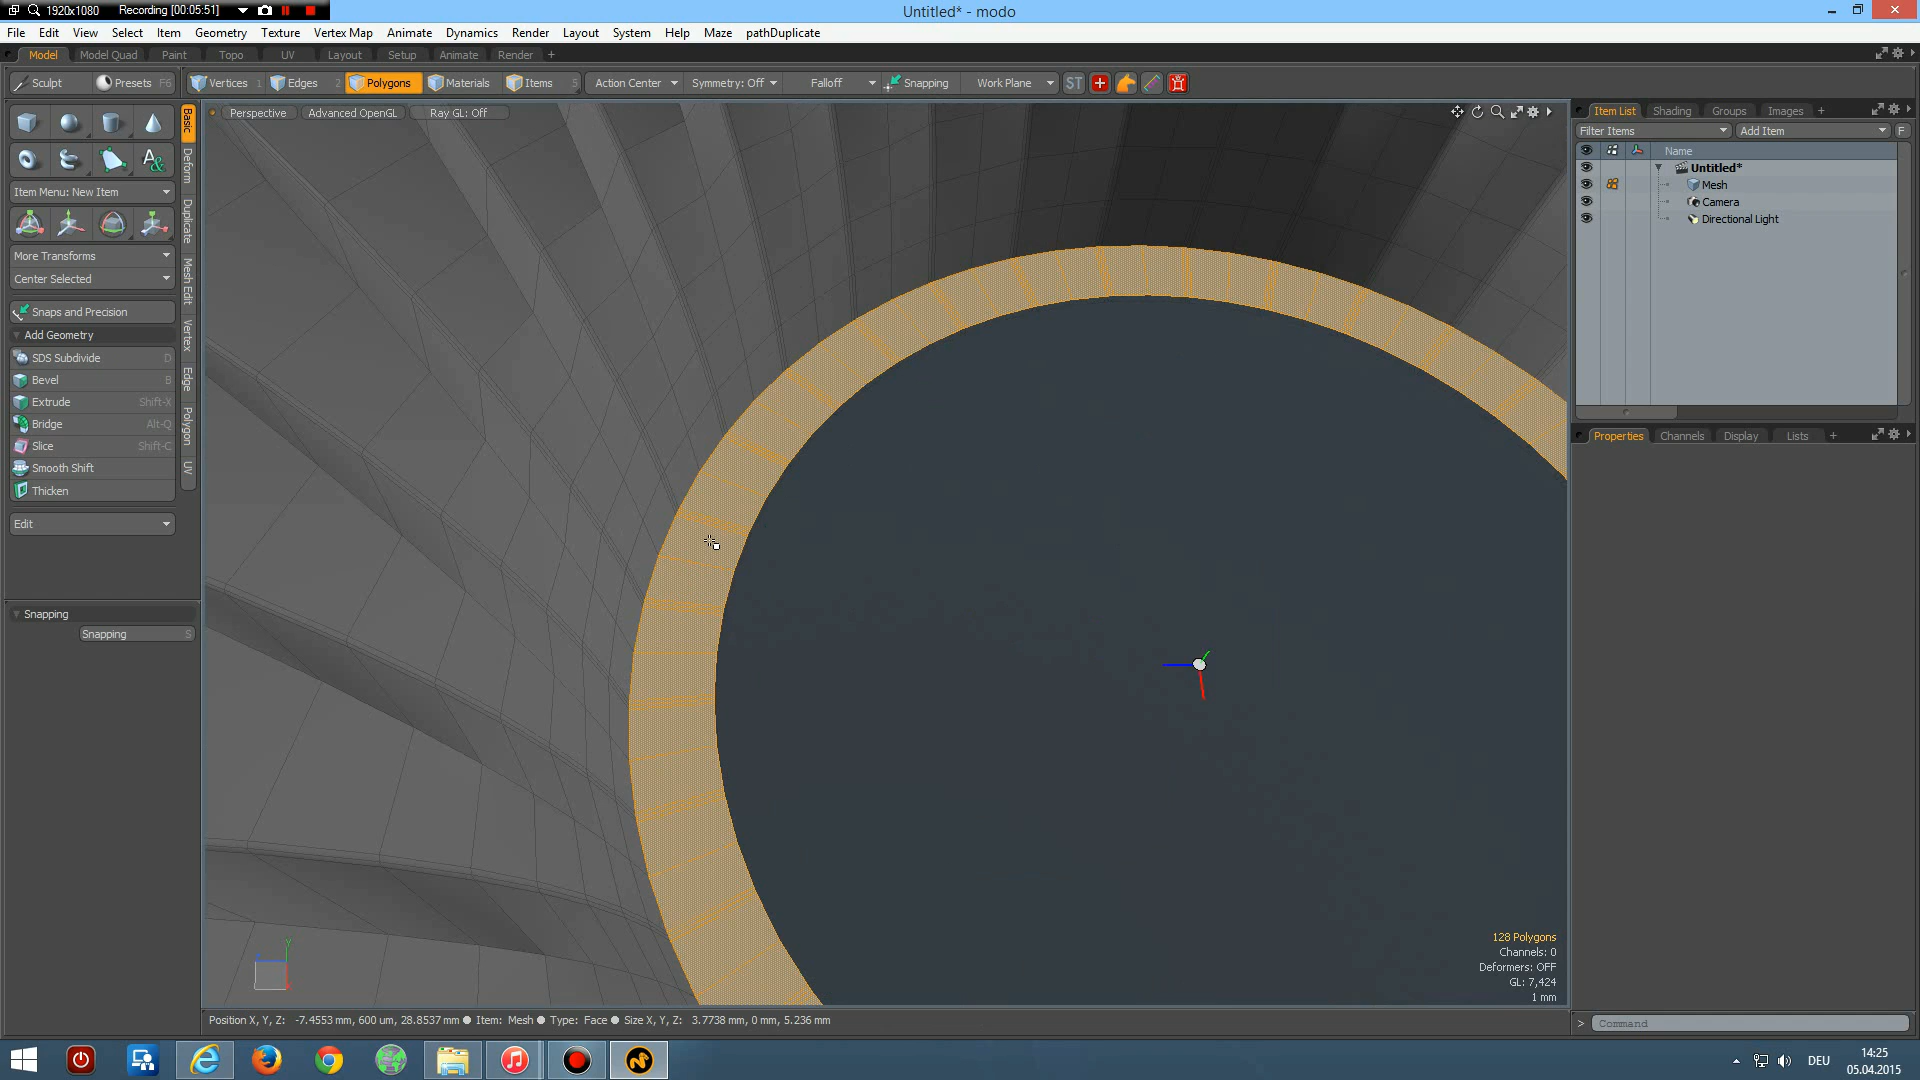 1920x1080 Recording [00:05:51]
Untitled* - modo
File Edit View Select Item Geometry Texture Vertex Map Animate Dynamics Render Layout System Help Maze pathDuplicate
Model Model Quad Paint Topo UV Layout Setup Animate Render +
Sculpt Presets F6 Vertices 1 Edges 2 Polygons Materials Items 5 Action Center Symmetry: Off Falloff Snapping Work Plane ST
Perspective Advanced OpenGL Ray GL: Off
Basic
Deform
Duplicate
Mesh Edit
Vertex
Edge
Polygon
UV
Item Menu: New Item
More Transforms
Center Selected
Snaps and Precision
Add Geometry
SDS Subdivide D
Bevel B
Extrude Shift-X
Bridge Alt-Q
Slice Shift-C
Smooth Shift
Thicken
Edit
Snapping
Snapping S
Item List Shading Groups Images +
Filter Items Add Item F
Name
Untitled*
Mesh
Camera
Directional Light
Properties Channels Display Lists +
128 Polygons
Channels: 0
Deformers: OFF
GL: 7,424
1 mm
Y
Position X, Y, Z: -7.4553 mm, 600 um, 28.8537 mm Item: Mesh Type: Face Size X, Y, Z: 3.7738 mm, 0 mm, 5.236 mm
> Command
DEU 14:25
05.04.2015